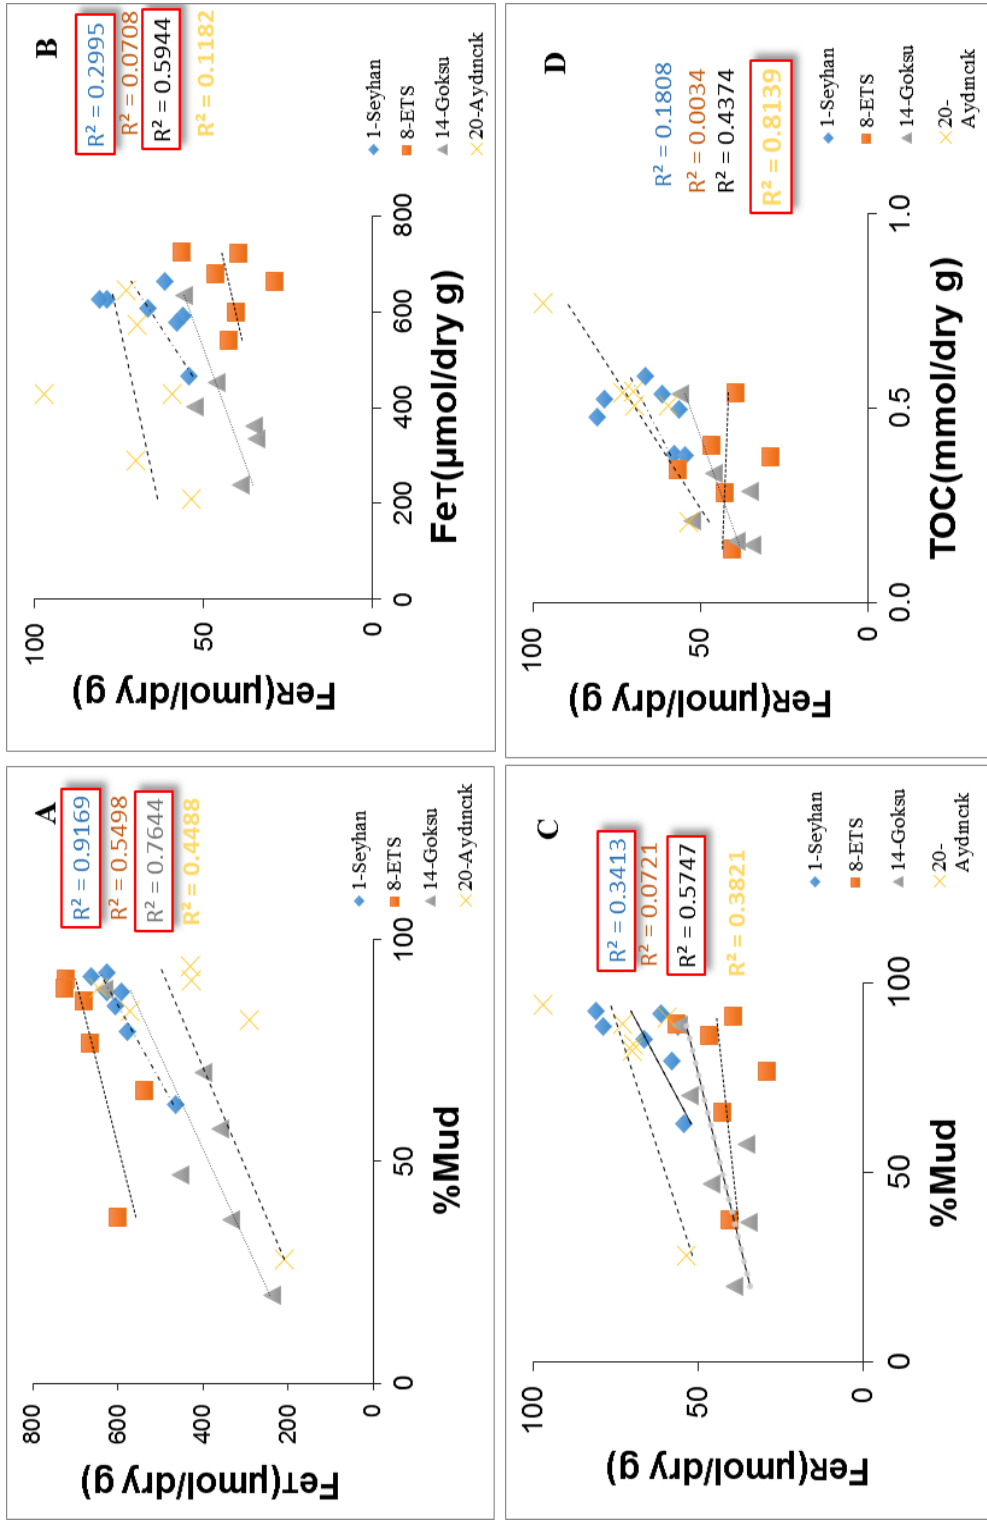 A
R² = 0.9169
R² = 0.5498
R² = 0.7644
R² = 0.4488
800
600
400
200
0
FeT(μmol/dry g)
0
50
100
%Mud
1-Seyhan
8-ETS
14-Goksu
20-Aydıncık
B
R² = 0.2995
R² = 0.0708
R² = 0.5944
R² = 0.1182
100
50
0
FeR(μmol/dry g)
0
200
400
600
800
FeT(μmol/dry g)
1-Seyhan
8-ETS
14-Goksu
20-Aydıncık
C
R² = 0.3413
R² = 0.0721
R² = 0.5747
R² = 0.3821
100
50
0
FeR(μmol/dry g)
0
50
100
%Mud
1-Seyhan
8-ETS
14-Goksu
20-
Aydıncık
D
R² = 0.1808
R² = 0.0034
R² = 0.4374
R² = 0.8139
100
50
0
FeR(μmol/dry g)
0.0
0.5
1.0
TOC(mmol/dry g)
1-Seyhan
8-ETS
14-Goksu
20-
Aydıncık